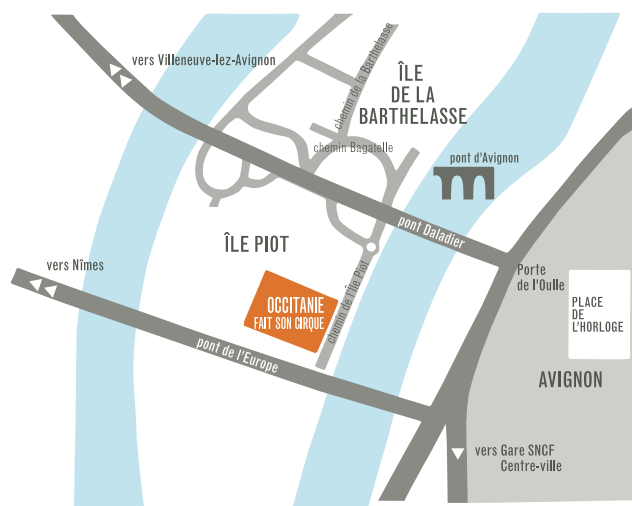 vers Villeneuve-lez-Avignon
chemin de la Barthelasse
ÎLE
DE LA
BARTHELASSE
chemin Bagatelle
pont d'Avignon
pont Daladier
ÎLE PIOT
vers Nîmes
Porte
de l'Oulle
OCCITANIE
FAIT SON CIRQUE
chemin de l'Île Piot
PLACE
DE
L'HORLOGE
pont de l'Europe
AVIGNON
vers Gare SNCF
Centre-ville